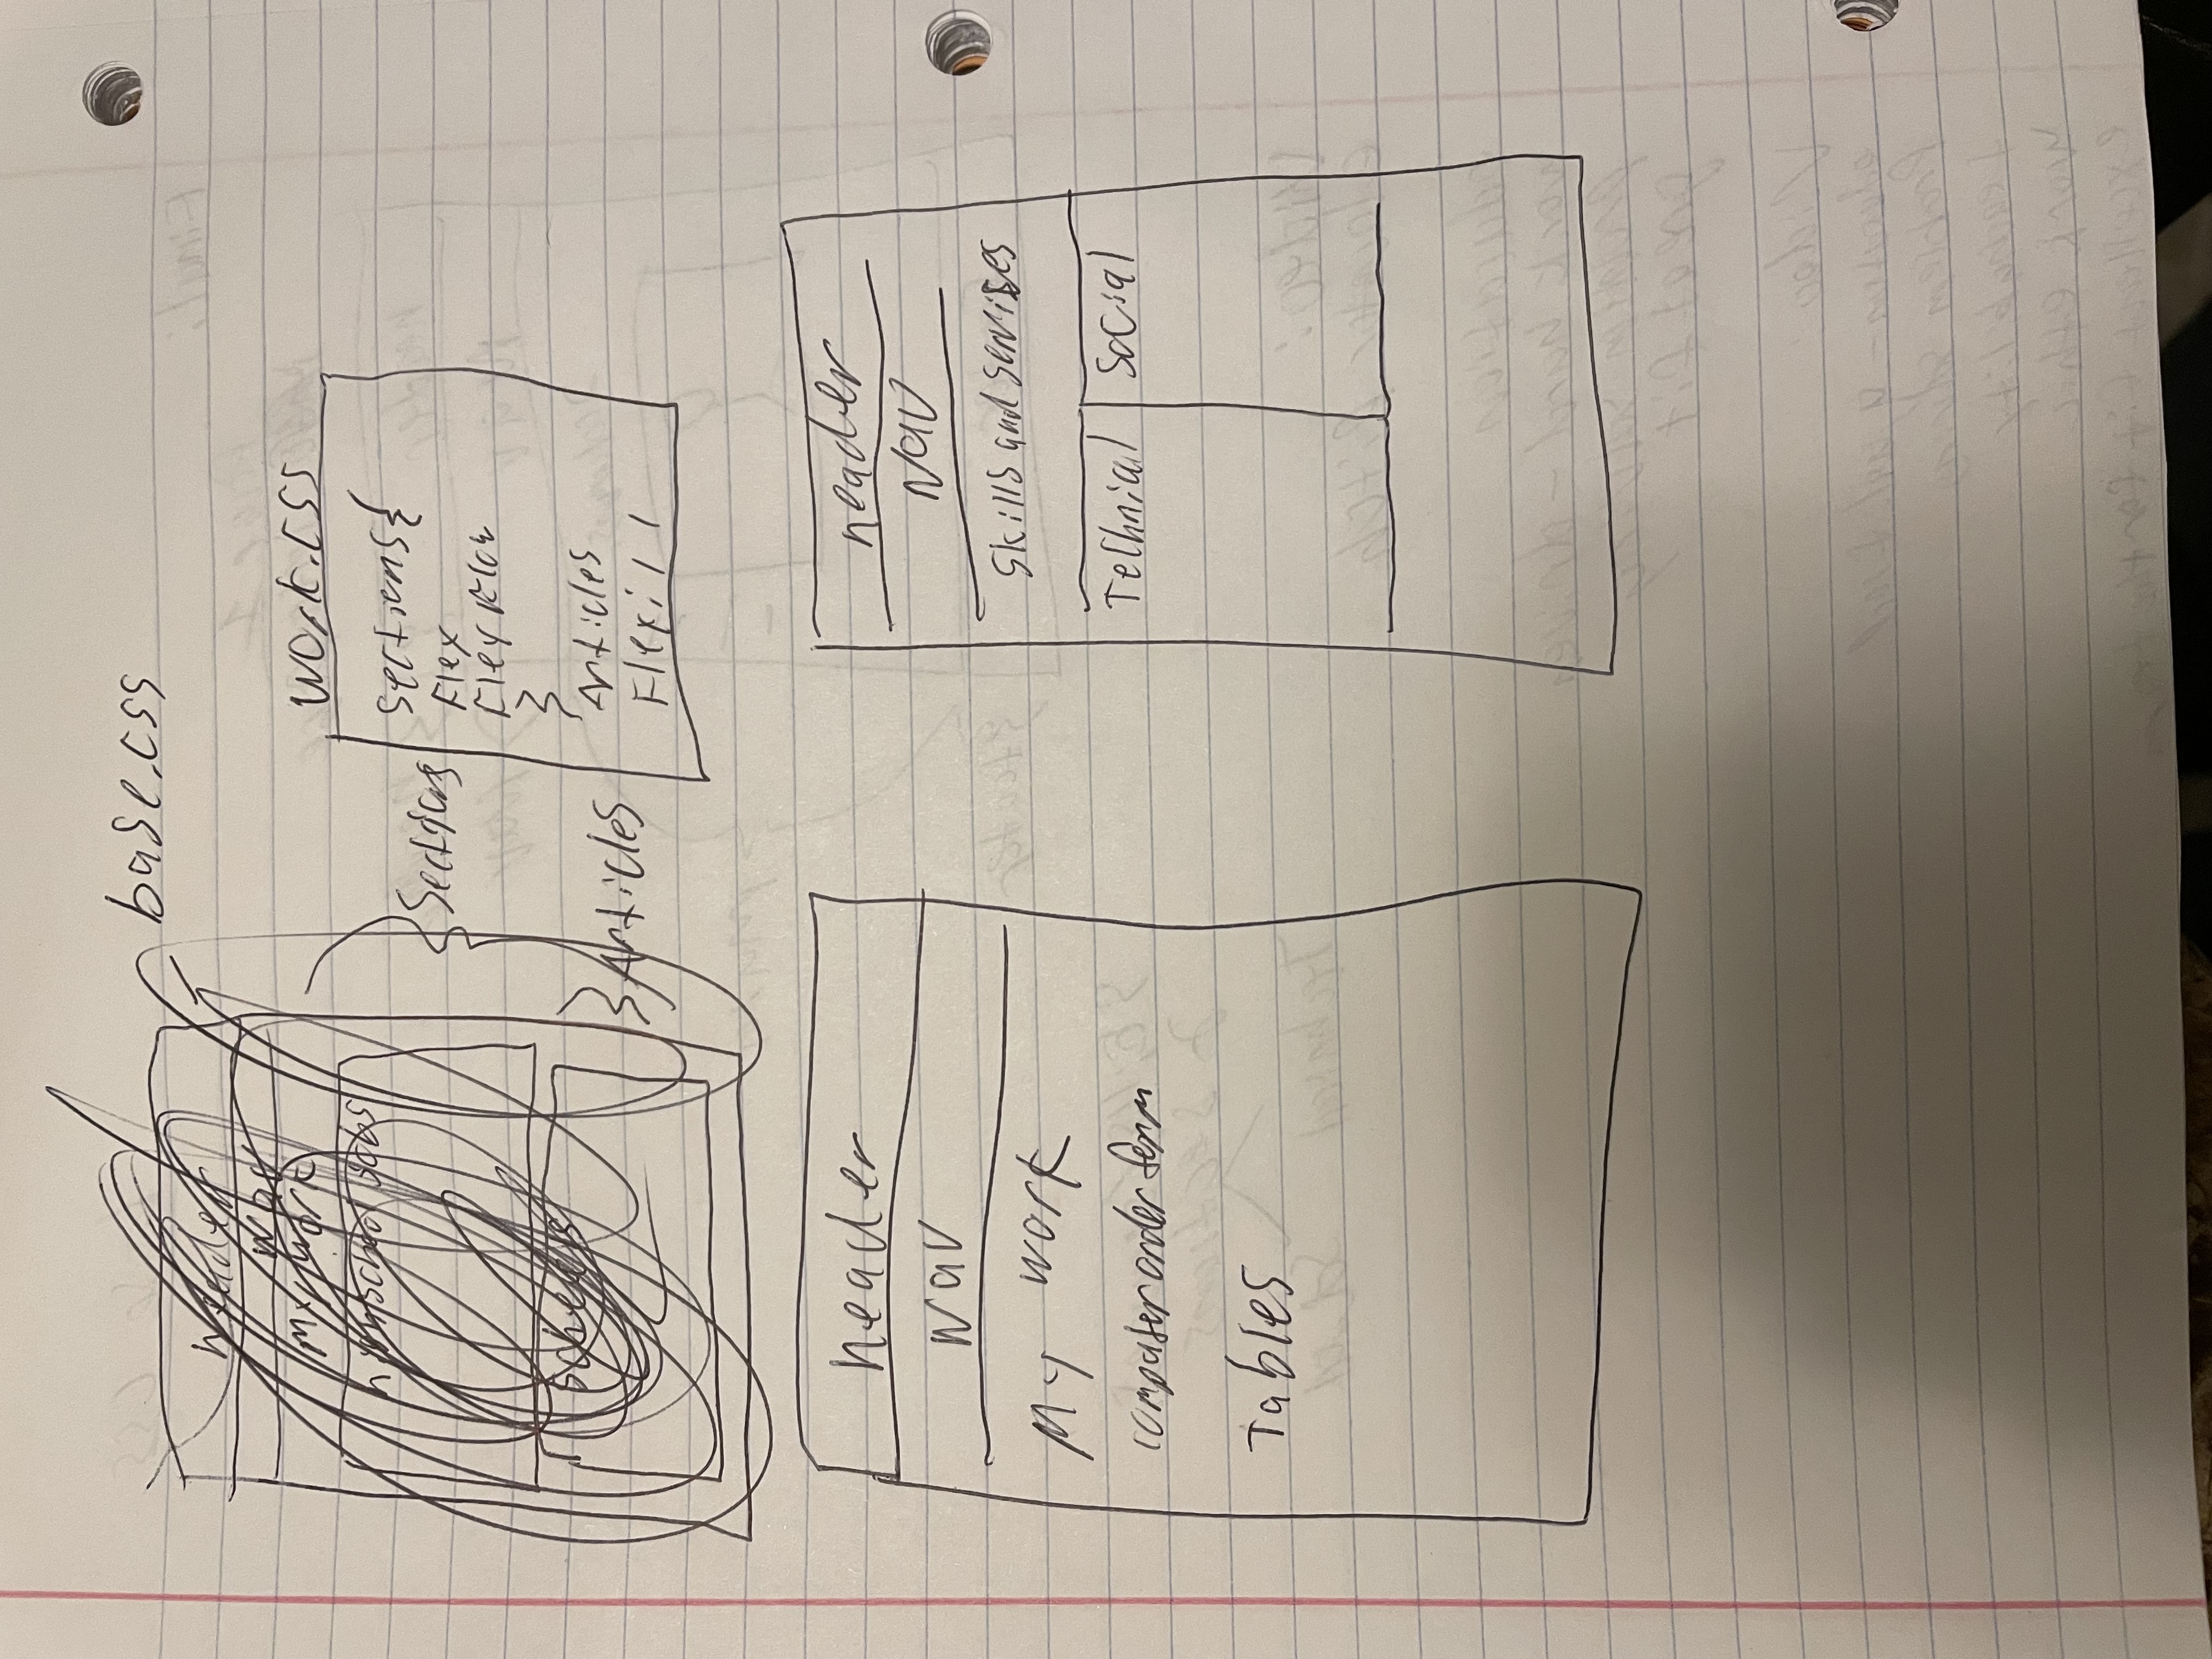 base.css
header
nav
My work
highschool jobs
Sections
Articles
work.css
Sections{
Flex
Flex Flow
}
Articles
Flex: 1 1
header
Nav
My work
computer order form
Tables
header
Nav
Skills and servises
Technical
Social